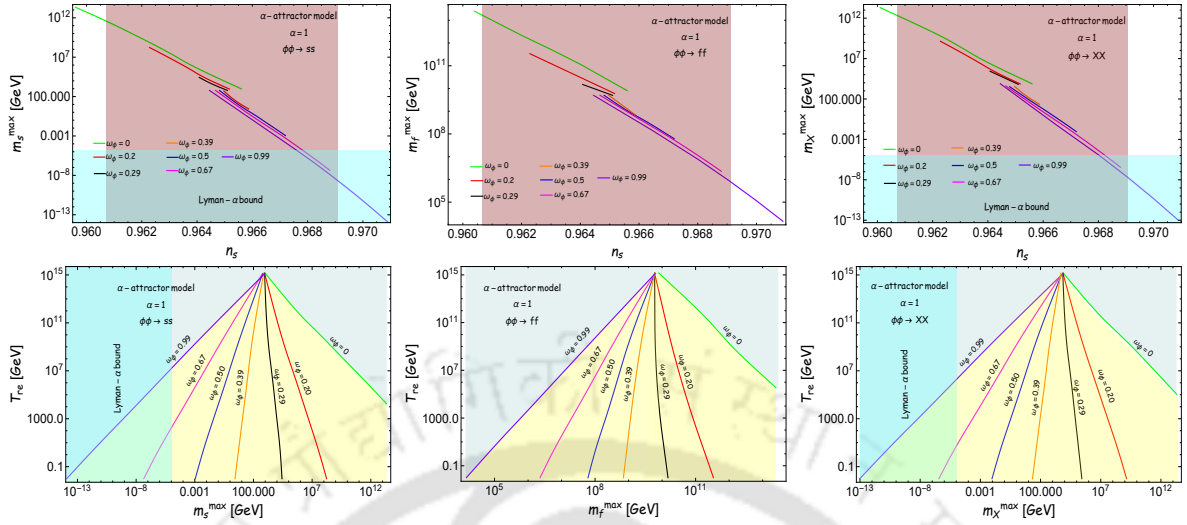 α-attractor model
α=1
ϕϕ→ ss
m_s^max [GeV]
10^12
10^7
100.000
0.001
10^-8
10^-13
ω_ϕ = 0
ω_ϕ = 0.39
ω_ϕ = 0.2
ω_ϕ = 0.5
ω_ϕ = 0.99
ω_ϕ = 0.29
ω_ϕ = 0.67
Lyman-α bound
0.960 0.962 0.964 0.966 0.968 0.970
n_s
α-attractor model
α=1
ϕϕ→ ff
m_f^max [GeV]
10^11
10^8
10^5
ω_ϕ = 0
ω_ϕ = 0.39
ω_ϕ = 0.2
ω_ϕ = 0.5
ω_ϕ = 0.99
ω_ϕ = 0.29
ω_ϕ = 0.67
0.960 0.962 0.964 0.966 0.968 0.970
n_s
α-attractor model
α=1
ϕϕ→ XX
m_X^max [GeV]
10^12
10^7
100.000
0.001
10^-8
10^-13
ω_ϕ = 0
ω_ϕ = 0.39
ω_ϕ = 0.2
ω_ϕ = 0.5
ω_ϕ = 0.99
ω_ϕ = 0.29
ω_ϕ = 0.67
Lyman-α bound
0.960 0.962 0.964 0.966 0.968 0.970
n_s
α-attractor model
α=1
ϕϕ→ ss
T_re [GeV]
10^15
10^11
10^7
1000.0
0.1
Lyman-α bound
ω_ϕ = 0.99
ω_ϕ = 0.67
ω_ϕ = 0.50
ω_ϕ = 0.39
ω_ϕ = 0.29
ω_ϕ = 0.20
ω_ϕ = 0
10^-13 10^-8 0.001 100.000 10^7 10^12
m_s^max [GeV]
α-attractor model
α=1
ϕϕ→ ff
T_re [GeV]
10^15
10^11
10^7
1000.0
0.1
ω_ϕ = 0.99
ω_ϕ = 0.67
ω_ϕ = 0.50
ω_ϕ = 0.39
ω_ϕ = 0.29
ω_ϕ = 0.20
ω_ϕ = 0
10^5 10^8 10^11
m_f^max [GeV]
α-attractor model
α=1
ϕϕ→ XX
T_re [GeV]
10^15
10^11
10^7
1000.0
0.1
Lyman-α bound
ω_ϕ = 0.99
ω_ϕ = 0.67
ω_ϕ = 0.50
ω_ϕ = 0.39
ω_ϕ = 0.29
ω_ϕ = 0.20
ω_ϕ = 0
10^-13 10^-8 0.001 100.000 10^7 10^12
m_X^max [GeV]